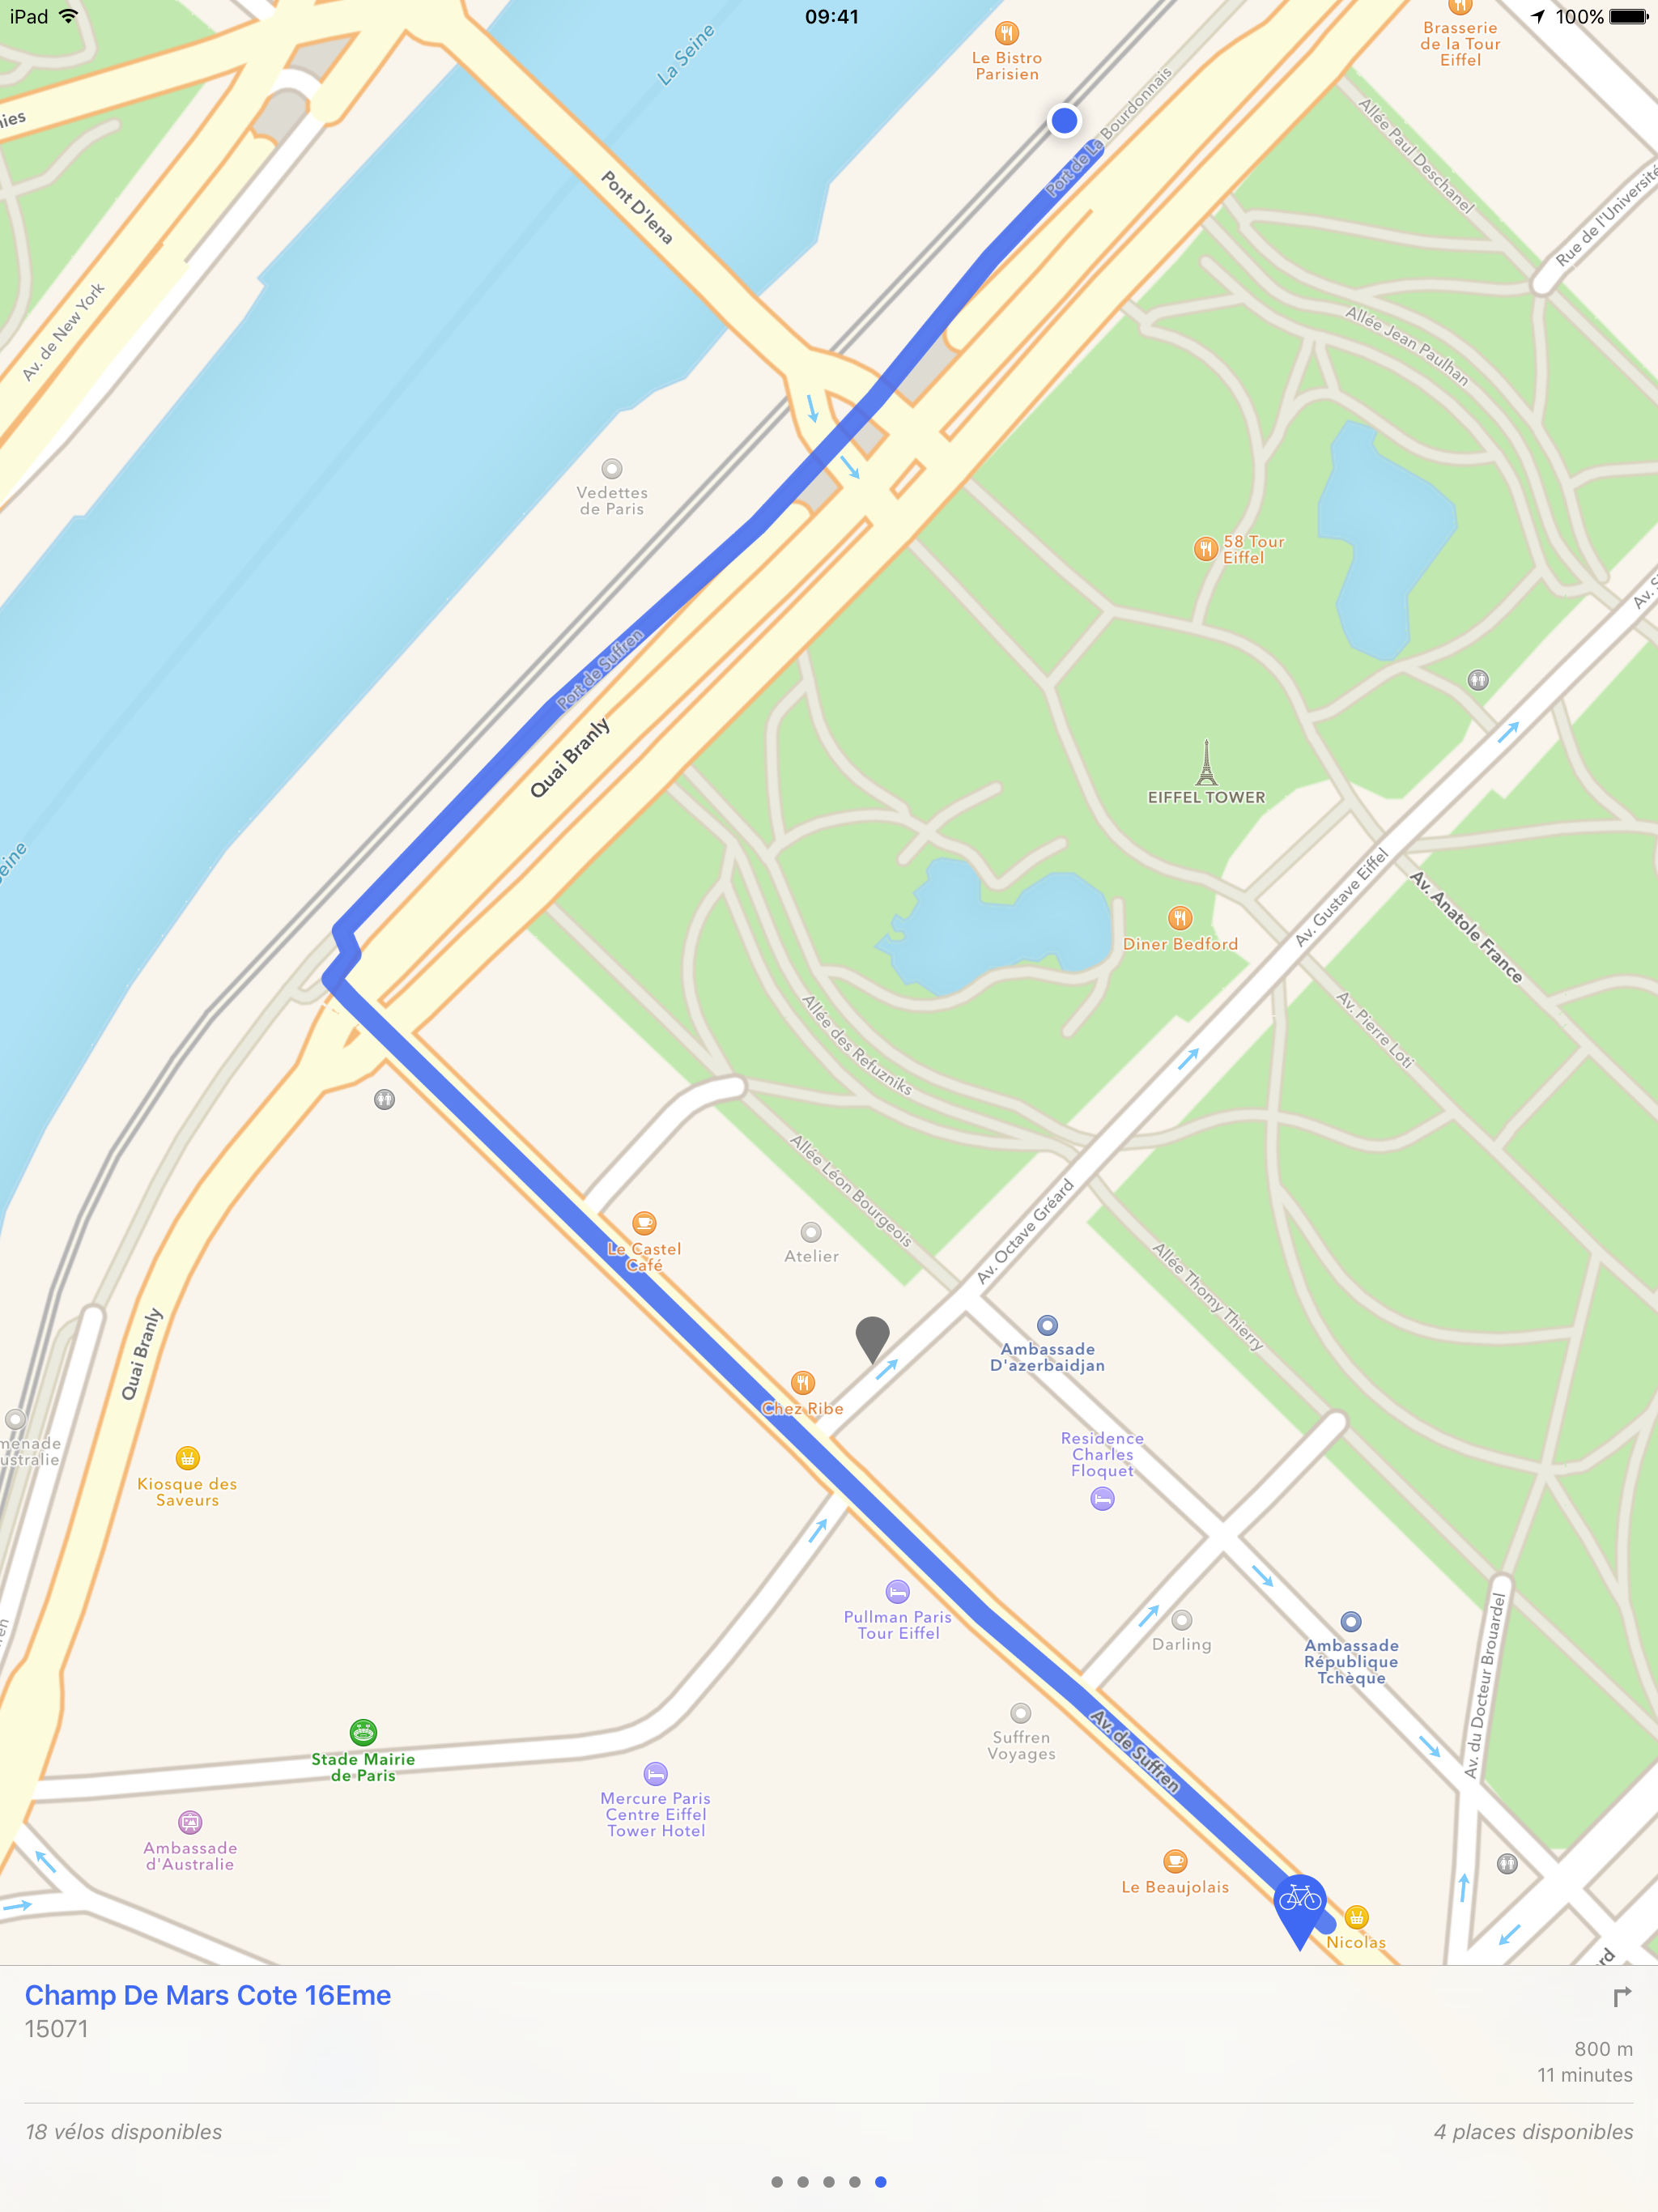 iPad
09:41
100%
La Seine
Le Bistro
Parisien
Brasserie
de la Tour
Eiffel
Port de La Bourdonnais
Allée Paul Deschanel
Rue de l'Université
Pont D'Iena
Av. de New York
Allée Jean Paulhan
Vedettes
de Paris
58 Tour
Eiffel
Port de Suffren
Quai Branly
EIFFEL TOWER
Av. Gustave Eiffel
Av. Anatole France
Diner Bedford
Av. Pierre Loti
Allée des Refuzniks
Allée Léon Bourgeois
Av. Octave Gréard
Le Castel
Café
Atelier
Allée Thomy Thierry
Ambassade
D'azerbaidjan
Quai Branly
Chez Ribe
Residence
Charles
Floquet
Kiosque des
Saveurs
Pullman Paris
Tour Eiffel
Darling
Ambassade
République
Tchèque
Av. du Docteur Brouardel
Suffren
Voyages
Av. de Suffren
Stade Mairie
de Paris
Mercure Paris
Centre Eiffel
Tower Hotel
Ambassade
d'Australie
Le Beaujolais
Nicolas
Champ De Mars Cote 16Eme
15071
800 m
11 minutes
18 vélos disponibles
4 places disponibles